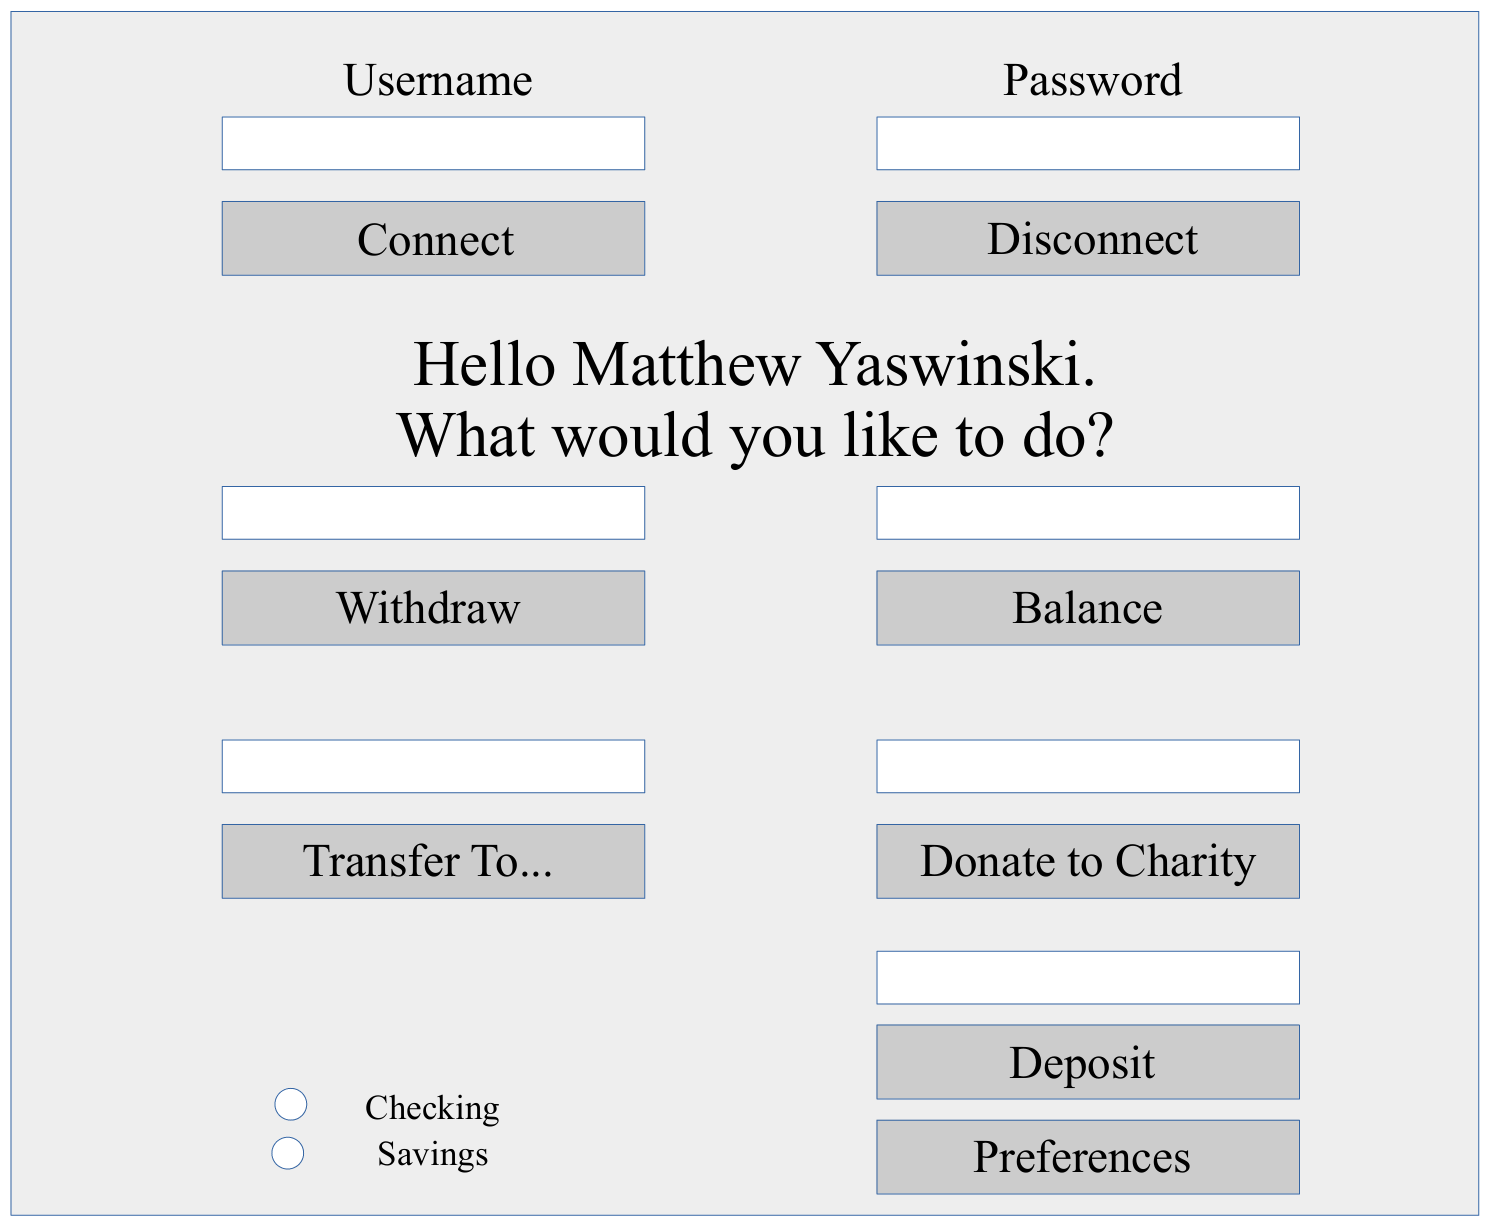 Username
Password
Connect
Disconnect
Hello Matthew Yaswinski.
What would you like to do?
Withdraw
Balance
Transfer To...
Donate to Charity
Deposit
Checking
Savings
Preferences